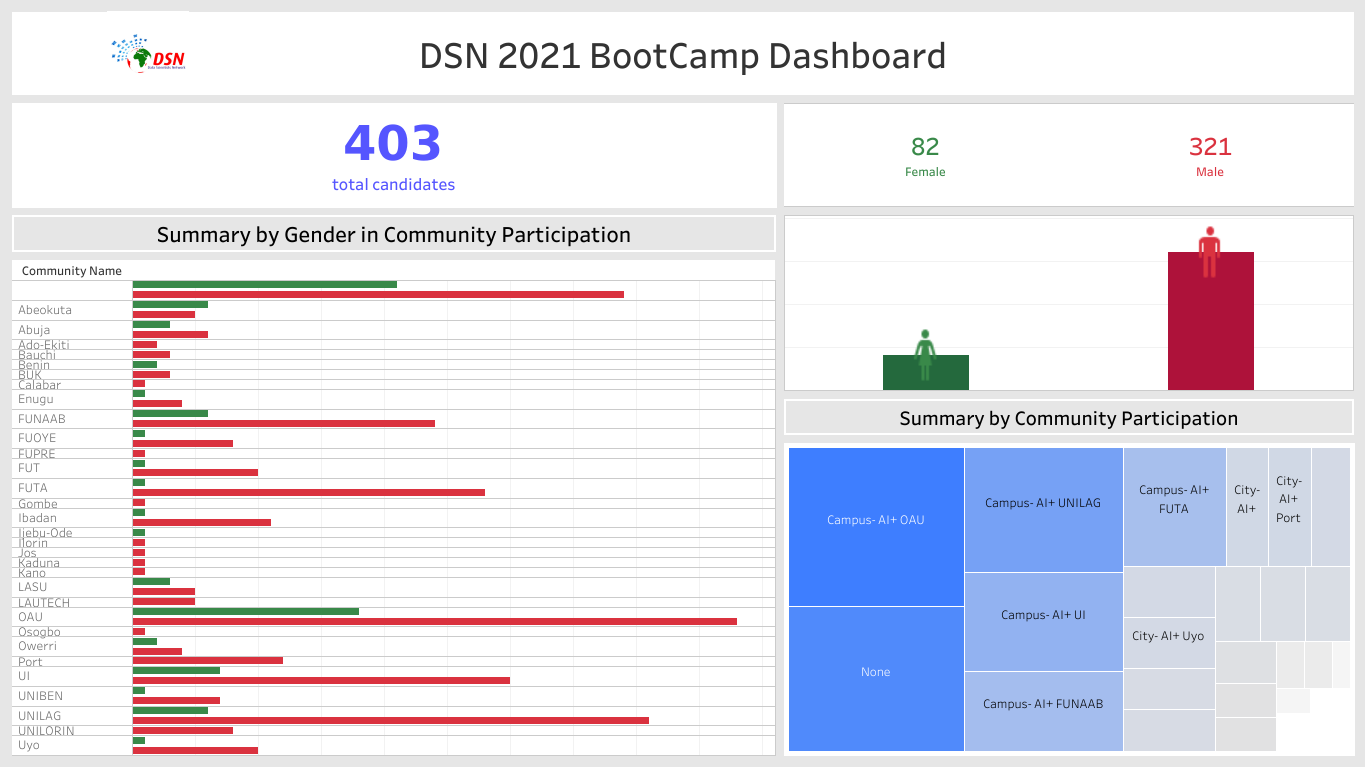 DSN
DSN 2021 BootCamp Dashboard
403
total candidates
82
Female
321
Male
Summary by Gender in Community Participation
Community Name
Abeokuta
Abuja
Ado-Ekiti
Bauchi
Benin
BUK
Calabar
Enugu
FUNAAB
FUOYE
FUPRE
FUT
FUTA
Gombe
Ibadan
Ijebu-Ode
Ilorin
Jos
Kaduna
Kano
LASU
LAUTECH
OAU
Osogbo
Owerri
Port
UI
UNIBEN
UNILAG
UNILORIN
Uyo
Summary by Community Participation
Campus- AI+ OAU
None
Campus- AI+ UNILAG
Campus- AI+ UI
Campus- AI+ FUNAAB
Campus- AI+
FUTA
City-
AI+
City-
AI+
Port
City- AI+ Uyo